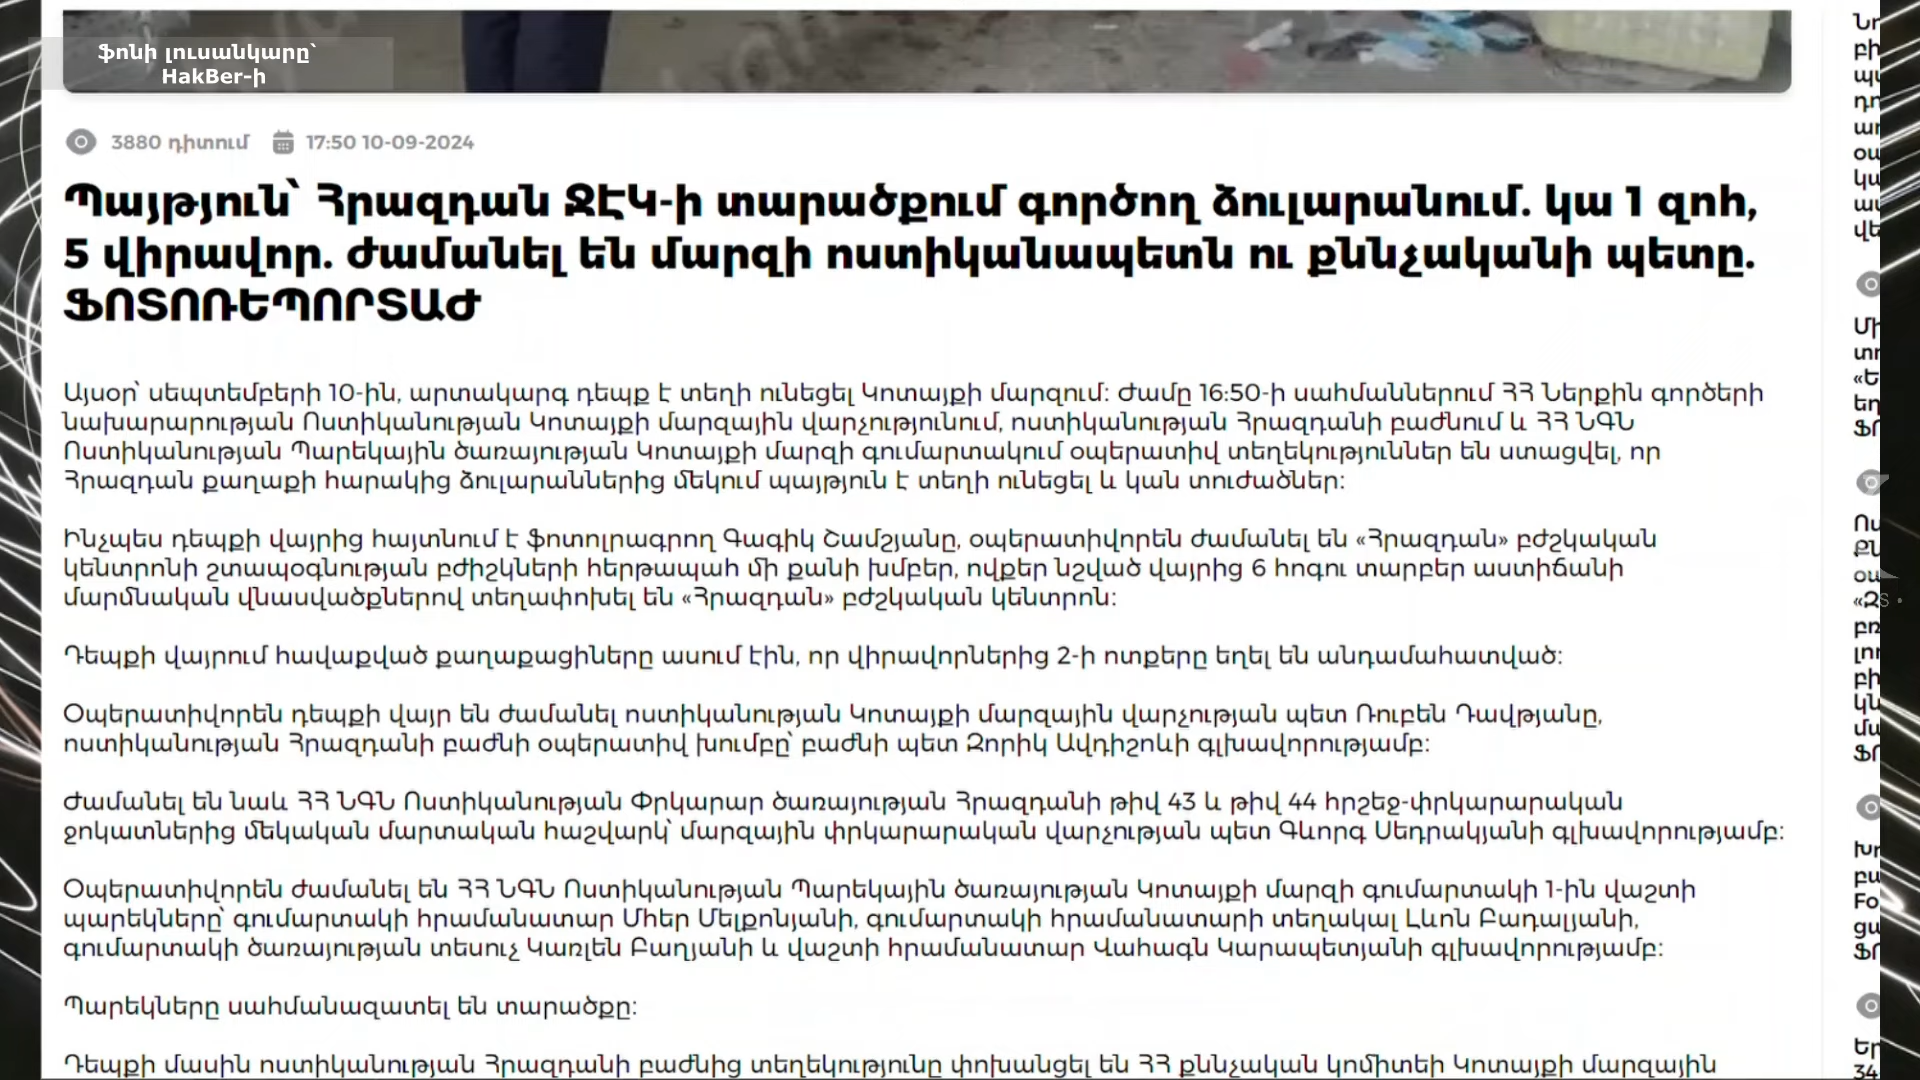 ֆոնի լուսանկարը՝
HakBer-ի
3880 դիտում 17:50 10-09-2024
Պայթյուն՝ Հրազդան ՋԷԿ-ի տարածքում գործող ձուլարանում. կա 1 զոհ,
5 վիրավոր. ժամանել են մարզի ոստիկանապետն ու քննչականի պետը.
ՖՈՏՈՌԵՊՈՐՏԱԺ
Այսօր՝ սեպտեմբերի 10-ին, արտակարգ դեպք է տեղի ունեցել Կոտայքի մարզում: Ժամը 16:50-ի սահմաններում ՀՀ Ներքին գործերի
նախարարության Ոստիկանության Կոտայքի մարզային վարչությունում, ոստիկանության Հրազդանի բաժնում և ՀՀ ՆԳՆ
Ոստիկանության Պարեկային ծառայության Կոտայքի մարզի գումարտակում օպերատիվ տեղեկություններ են ստացվել, որ
Հրազդան քաղաքի հարակից ձուլարաններից մեկում պայթյուն է տեղի ունեցել և կան տուժածներ:
Ինչպես դեպքի վայրից հայտնում է ֆոտոլրագրող Գագիկ Շամշյանը, օպերատիվորեն ժամանել են «Հրազդան» բժշկական
կենտրոնի շտապօգնության բժիշկների հերթապահ մի քանի խմբեր, ովքեր նշված վայրից 6 հոգու տարբեր աստիճանի
մարմնական վնասվածքներով տեղափոխել են «Հրազդան» բժշկական կենտրոն:
Դեպքի վայրում հավաքված քաղաքացիները ասում էին, որ վիրավորներից 2-ի ոտքերը եղել են անդամահատված:
Օպերատիվորեն դեպքի վայր են ժամանել ոստիկանության Կոտայքի մարզային վարչության պետ Ռուբեն Դավթյանը,
ոստիկանության Հրազդանի բաժնի օպերատիվ խումբը՝ բաժնի պետ Զորիկ Ավդիշոևի գլխավորությամբ:
Ժամանել են նաև ՀՀ ՆԳՆ Ոստիկանության Փրկարար ծառայության Հրազդանի թիվ 43 և թիվ 44 հրշեջ-փրկարարական
ջոկատներից մեկական մարտական հաշվարկ՝ մարզային փրկարարական վարչության պետ Գևորգ Սեդրակյանի գլխավորությամբ:
Օպերատիվորեն ժամանել են ՀՀ ՆԳՆ Ոստիկանության Պարեկային ծառայության Կոտայքի մարզի գումարտակի 1-ին վաշտի
պարեկները՝ գումարտակի հրամանատար Մհեր Մելքոնյանի, գումարտակի հրամանատարի տեղակալ Լևոն Բադալյանի,
գումարտակի ծառայության տեսուչ Կառլեն Բաղյանի և վաշտի հրամանատար Վահագն Կարապետյանի գլխավորությամբ:
Պարեկները սահմանազատել են տարածքը:
Դեպքի մասին ոստիկանության Հրազդանի բաժնից տեղեկությունը փոխանցել են ՀՀ քննչական կոմիտեի Կոտայքի մարզային